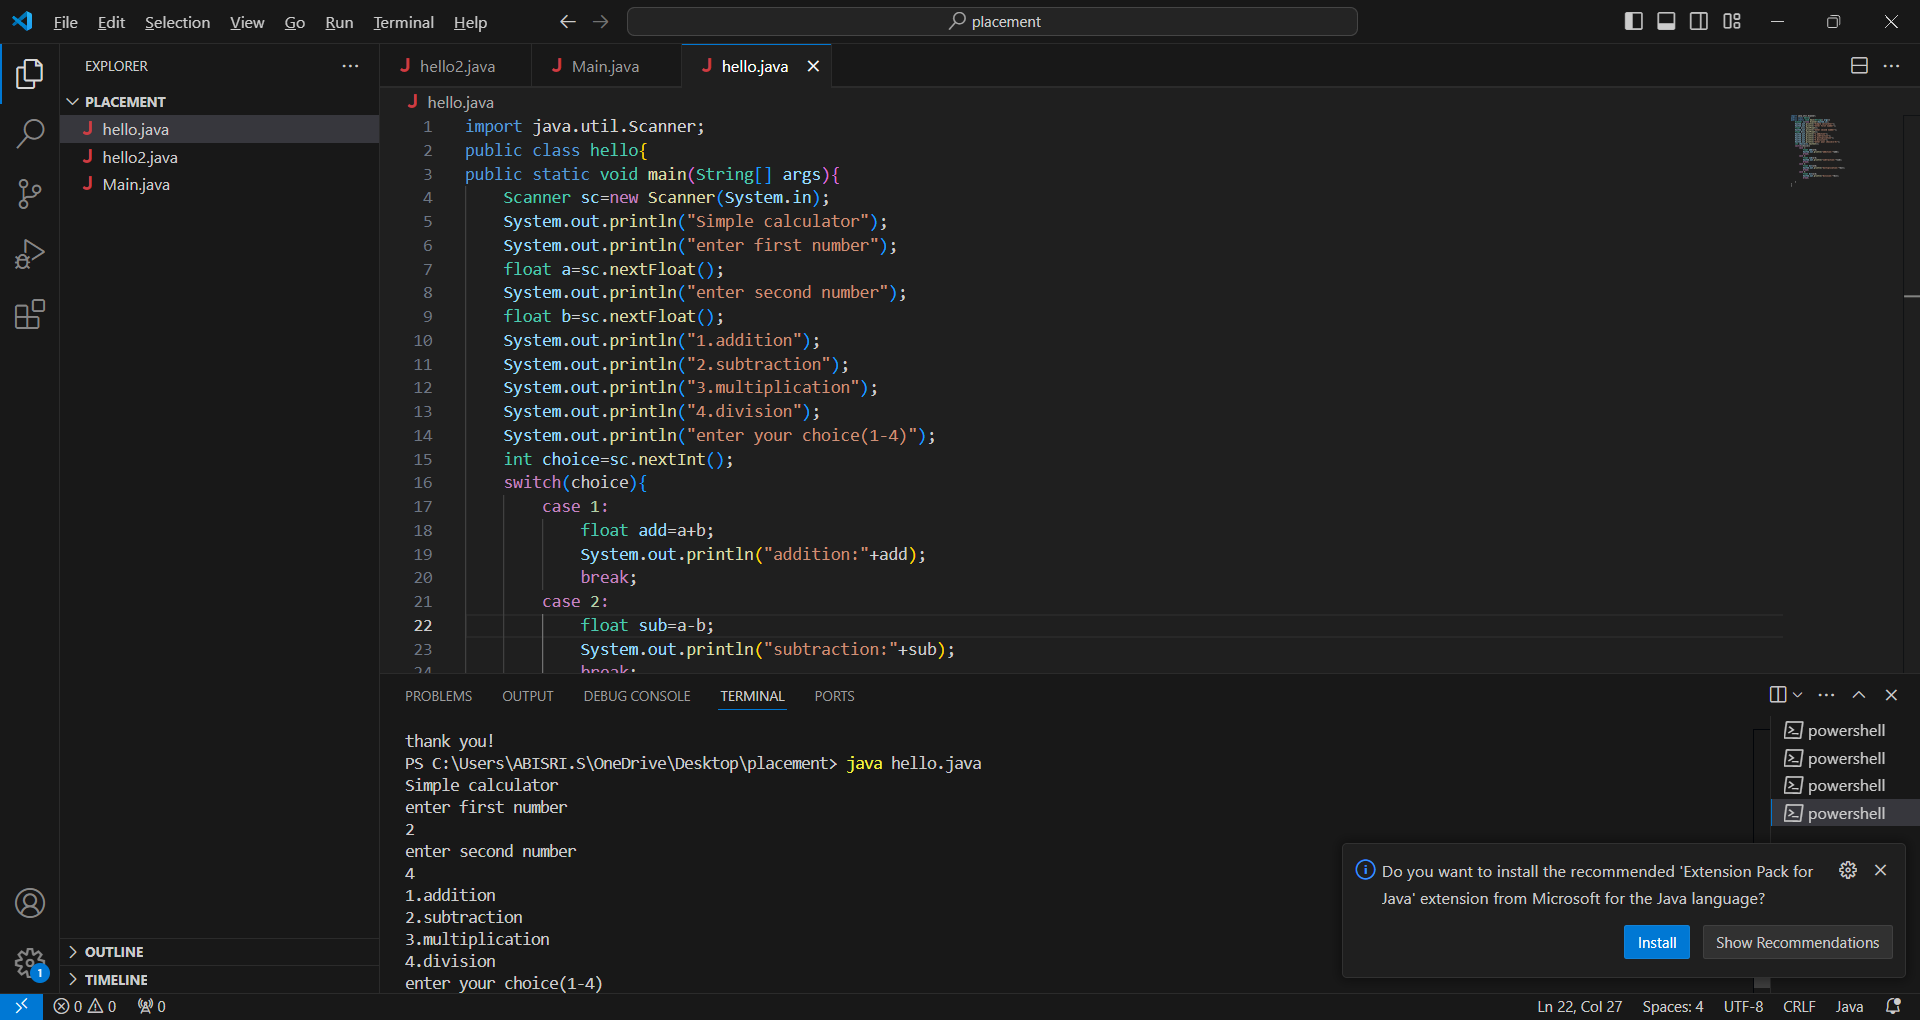 File Edit Selection View Go Run Terminal Help
placement
EXPLORER
PLACEMENT
hello.java
hello2.java
Main.java
OUTLINE
TIMELINE
hello2.java Main.java hello.java
hello.java
1 import java.util.Scanner;
2 public class hello{
3 public static void main(String[] args){
4 Scanner sc=new Scanner(System.in);
5 System.out.println("Simple calculator");
6 System.out.println("enter first number");
7 float a=sc.nextFloat();
8 System.out.println("enter second number");
9 float b=sc.nextFloat();
10 System.out.println("1.addition");
11 System.out.println("2.subtraction");
12 System.out.println("3.multiplication");
13 System.out.println("4.division");
14 System.out.println("enter your choice(1-4)");
15 int choice=sc.nextInt();
16 switch(choice){
17 case 1:
18 float add=a+b;
19 System.out.println("addition:"+add);
20 break;
21 case 2:
22 float sub=a-b;
23 System.out.println("subtraction:"+sub);
24 break;
PROBLEMS OUTPUT DEBUG CONSOLE TERMINAL PORTS
thank you!
PS C:\Users\ABISRI.S\OneDrive\Desktop\placement> java hello.java
Simple calculator
enter first number
2
enter second number
4
1.addition
2.subtraction
3.multiplication
4.division
enter your choice(1-4)
powershell
powershell
powershell
powershell
Do you want to install the recommended 'Extension Pack for
Java' extension from Microsoft for the Java language?
Install Show Recommendations
1
0 0 0
Ln 22, Col 27 Spaces: 4 UTF-8 CRLF Java